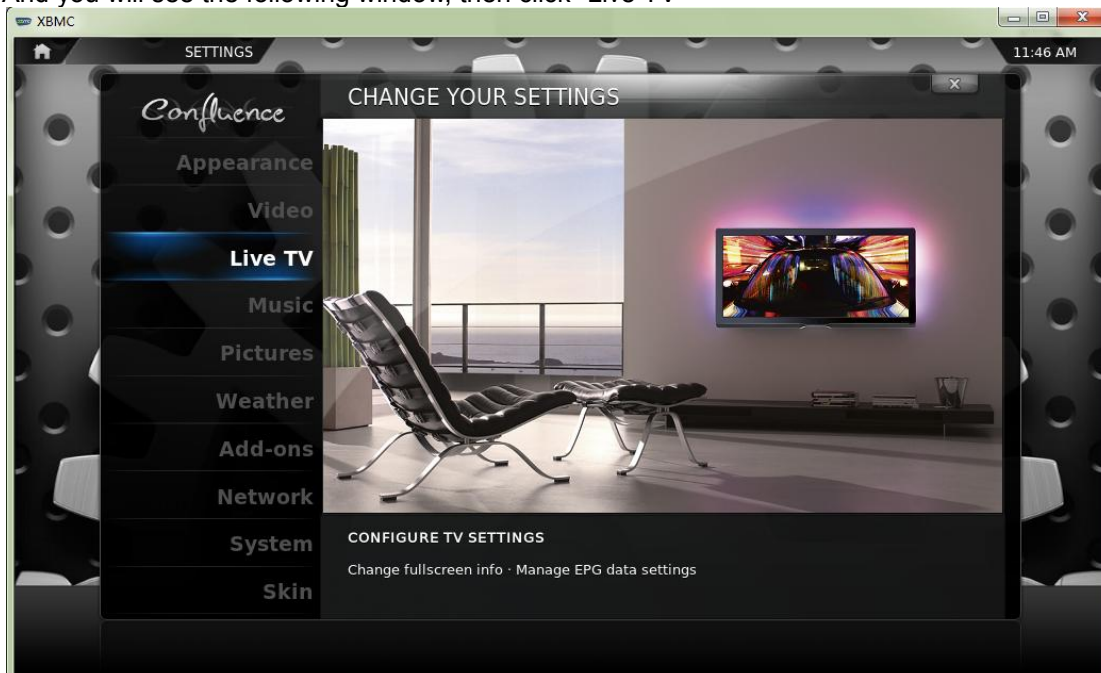 And you will see the following window, then click "Live TV"
XBMC
SETTINGS
11:46 AM
Confluence
CHANGE YOUR SETTINGS
Appearance
Video
Live TV
Music
Pictures
Weather
Add-ons
Network
System
Skin
CONFIGURE TV SETTINGS
Change fullscreen info · Manage EPG data settings